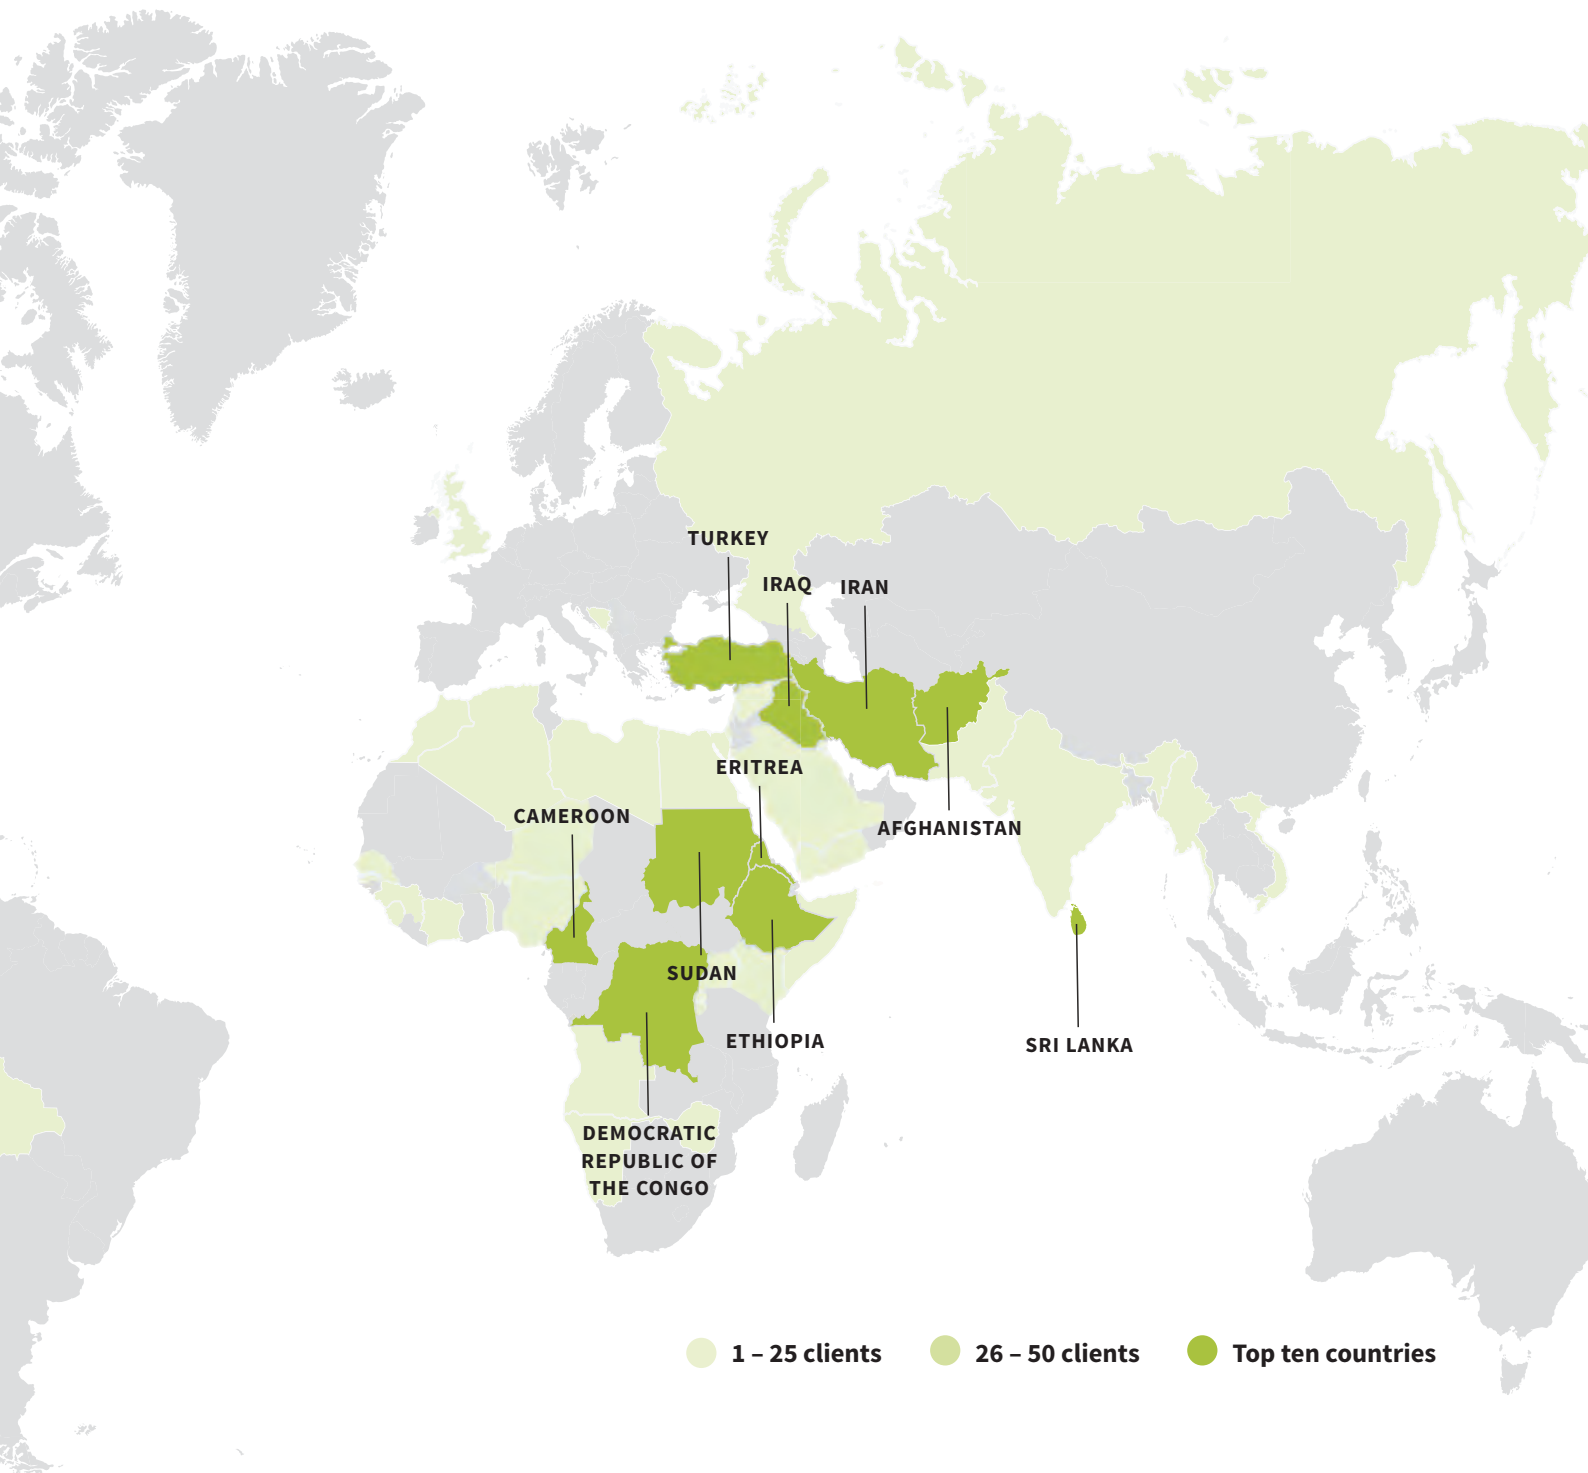 TURKEY
IRAQ
IRAN
ERITREA
CAMEROON
AFGHANISTAN
SUDAN
ETHIOPIA
SRI LANKA
DEMOCRATIC
REPUBLIC OF
THE CONGO
1 – 25 clients
26 – 50 clients
Top ten countries